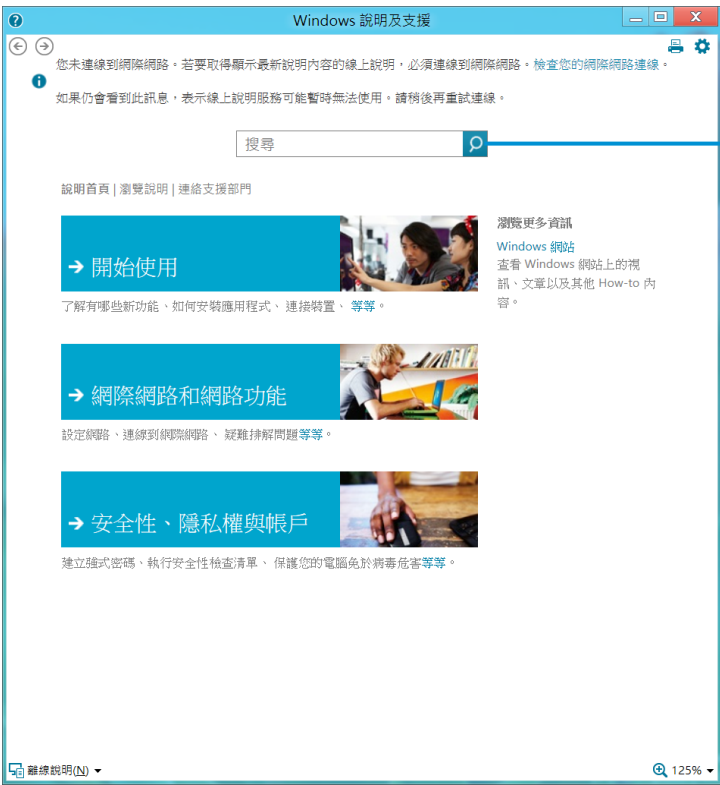 Windows 說明及支援
您未連線到網際網路。若要取得顯示最新說明內容的線上說明，必須連線到網際網路。檢查您的網際網路連線。
如果仍會看到此訊息，表示線上說明服務可能暫時無法使用。請稍後再重試連線。
搜尋
說明首頁 | 瀏覽說明 | 連絡支援部門
開始使用
了解有哪些新功能、如何安裝應用程式、 連接裝置、 等等。
網際網路和網路功能
設定網路、連線到網際網路、 疑難排解問題等等。
安全性、隱私權與帳戶
建立強式密碼、執行安全性檢查清單、 保護您的電腦免於病毒危害等等。
瀏覽更多資訊
Windows 網站
查看 Windows 網站上的視
訊、文章以及其他 How-to 內
容。
離線說明(N)
125%